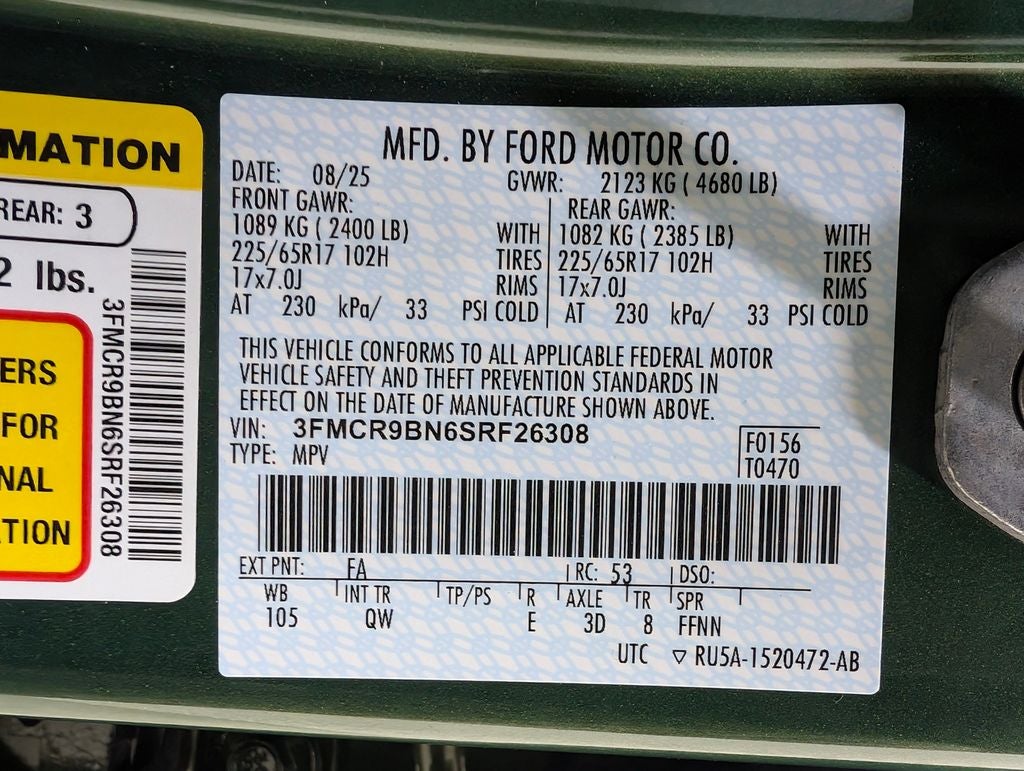 MATION
REAR: 3
2 lbs.
ERS
FOR
NAL
TION
3FMCR9BN6SRF26308
MFD. BY FORD MOTOR CO.
DATE: 08/25 GVWR: 2123 KG ( 4680 LB)
FRONT GAWR: REAR GAWR:
1089 KG ( 2400 LB) WITH 1082 KG ( 2385 LB) WITH
225/65R17 102H TIRES 225/65R17 102H TIRES
17x7.0J RIMS 17x7.0J RIMS
AT 230 kPa/ 33 PSI COLD AT 230 kPa/ 33 PSI COLD
THIS VEHICLE CONFORMS TO ALL APPLICABLE FEDERAL MOTOR
VEHICLE SAFETY AND THEFT PREVENTION STANDARDS IN
EFFECT ON THE DATE OF MANUFACTURE SHOWN ABOVE.
VIN: 3FMCR9BN6SRF26308
TYPE: MPV
F0156
T0470
EXT PNT: FA RC: 53 DSO:
WB INT TR TP/PS R AXLE TR SPR
105 QW E 3D 8 FFNN
UTC ▽ RU5A-1520472-AB